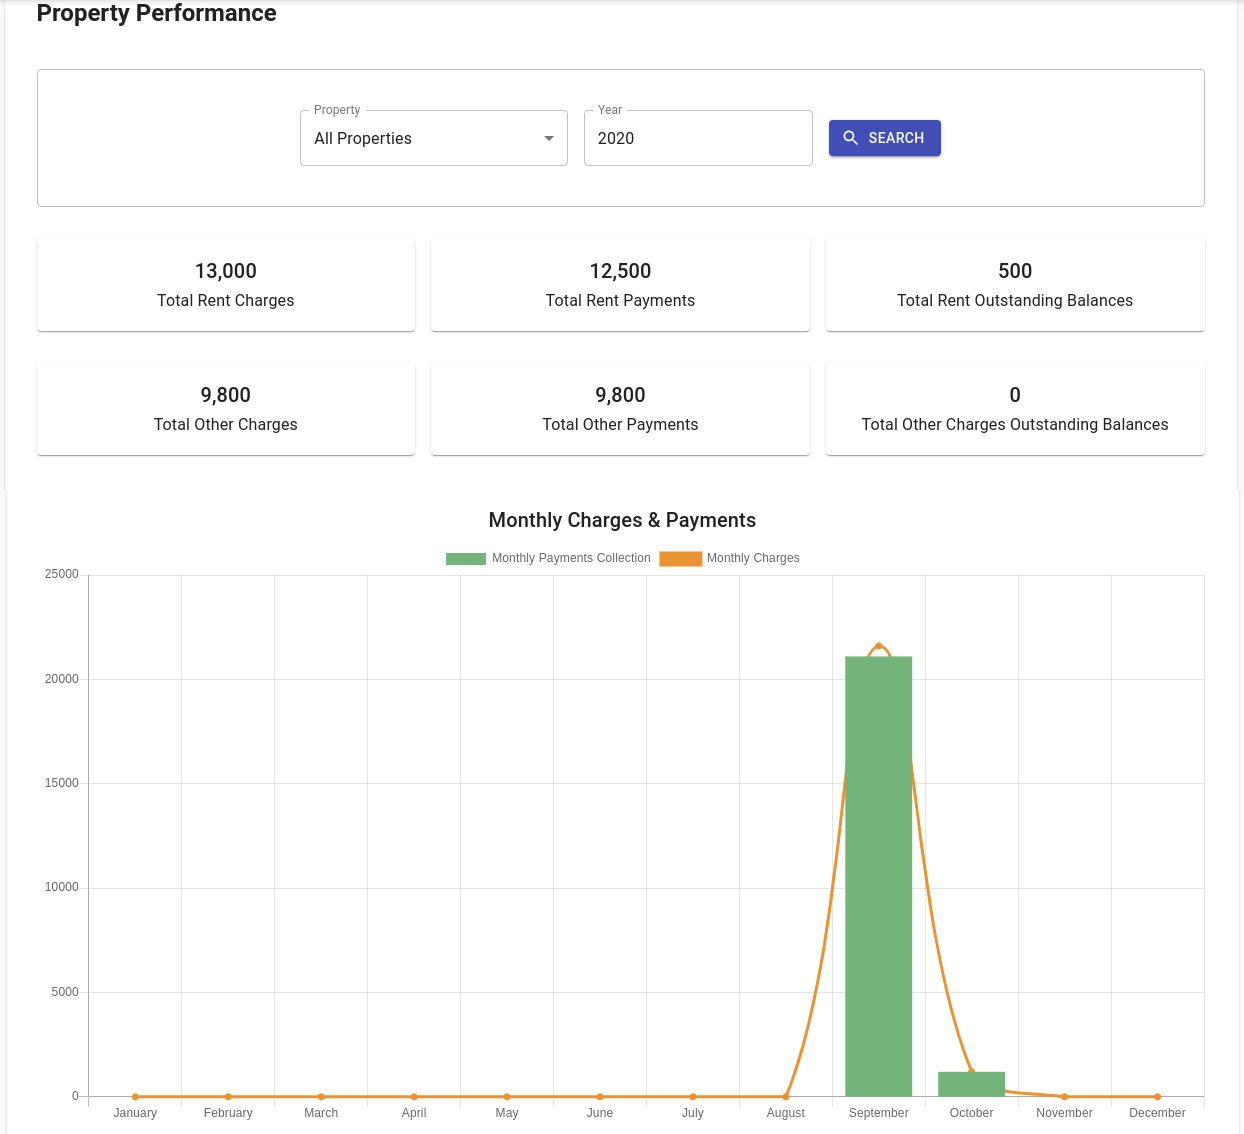 Property Performance
Property
Year
All Properties
2020
SEARCH
13,000
12,500
500
Total Rent Charges
Total Rent Payments
Total Rent Outstanding Balances
9,800
9,800
0
Total Other Charges
Total Other Payments
Total Other Charges Outstanding Balances
Monthly Charges & Payments
Monthly Payments Collection
Monthly Charges
25000
20000
15000
10000
5000
0
January
February
March
April
May
June
July
August
September
October
November
December